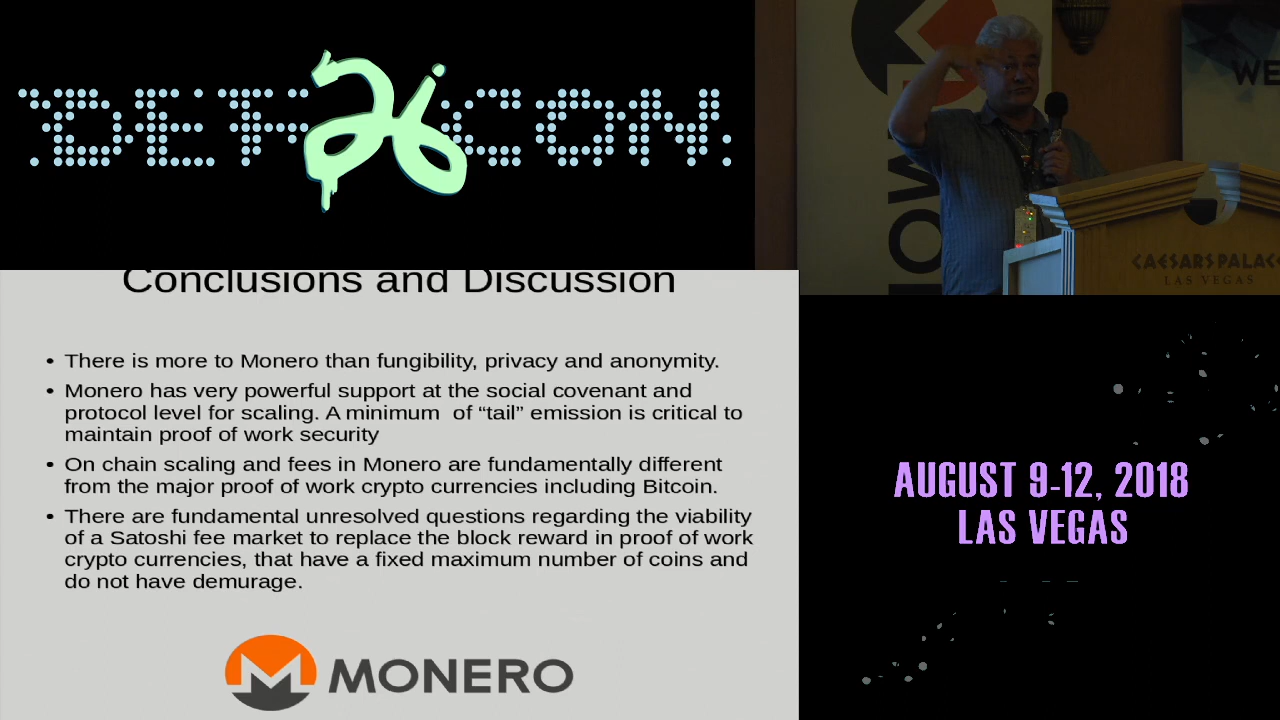 DEF 26 CON
WE
CAESARS PALAC
LAS VEGAS
Conclusions and Discussion
• There is more to Monero than fungibility, privacy and anonymity.
• Monero has very powerful support at the social covenant and
protocol level for scaling. A minimum of “tail” emission is critical to
maintain proof of work security
• On chain scaling and fees in Monero are fundamentally different
from the major proof of work crypto currencies including Bitcoin.
• There are fundamental unresolved questions regarding the viability
of a Satoshi fee market to replace the block reward in proof of work
crypto currencies, that have a fixed maximum number of coins and
do not have demurage.
MONERO
AUGUST 9-12, 2018
LAS VEGAS